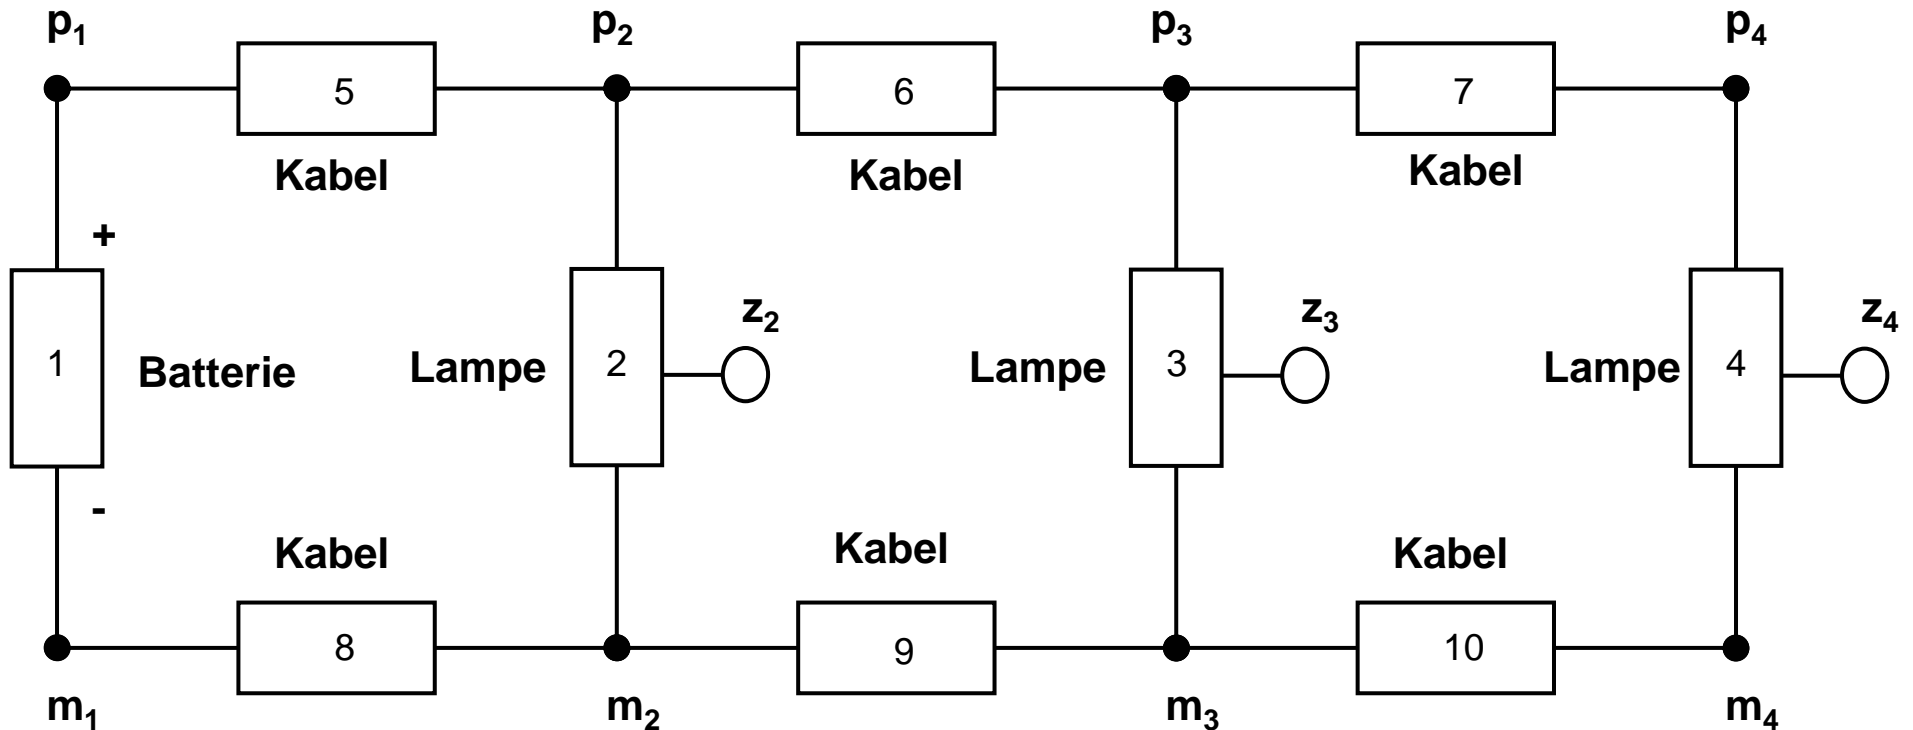 p1 p2 p3 p4
5 6 7
Kabel Kabel Kabel
+
z2 z3 z4
1 Batterie Lampe 2 Lampe 3 Lampe 4
-
Kabel Kabel Kabel
8 9 10
m1 m2 m3 m4